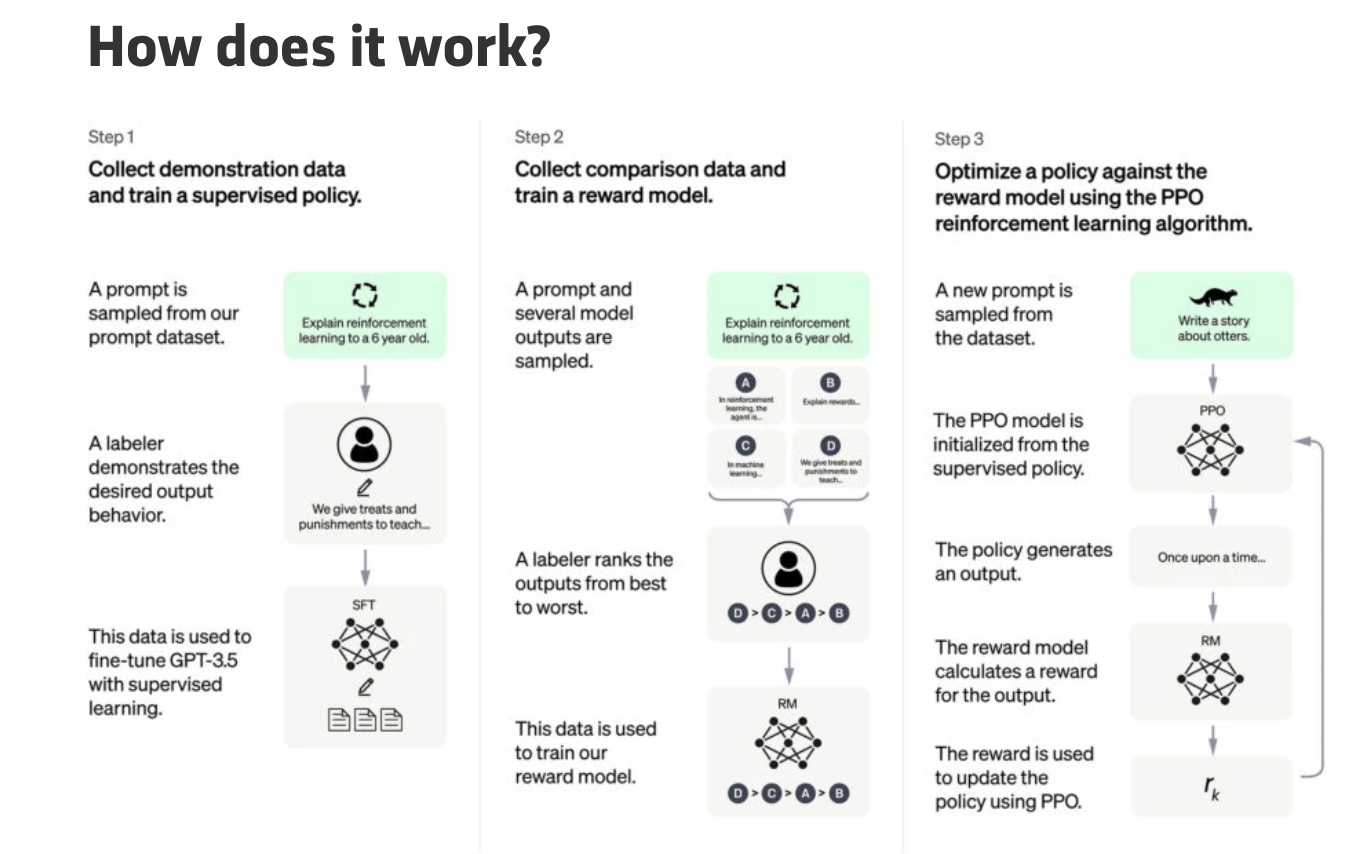 How does it work?
Step 1
Collect demonstration data
and train a supervised policy.
A prompt is
sampled from our
prompt dataset.
Explain reinforcement
learning to a 6 year old.
A labeler
demonstrates the
desired output
behavior.
We give treats and
punishments to teach...
This data is used to
fine-tune GPT-3.5
with supervised
learning.
SFT
Step 2
Collect comparison data and
train a reward model.
A prompt and
several model
outputs are
sampled.
Explain reinforcement
learning to a 6 year old.
A
In reinforcement
learning, the
agent is...
B
Explain rewards...
C
In machine
learning...
D
We give treats and
punishments to
teach...
A labeler ranks the
outputs from best
to worst.
D > C > A > B
This data is used
to train our
reward model.
RM
D > C > A > B
Step 3
Optimize a policy against the
reward model using the PPO
reinforcement learning algorithm.
A new prompt is
sampled from
the dataset.
Write a story
about otters.
The PPO model is
initialized from the
supervised policy.
PPO
The policy generates
an output.
Once upon a time...
The reward model
calculates a reward
for the output.
RM
The reward is used
to update the
policy using PPO.
rk